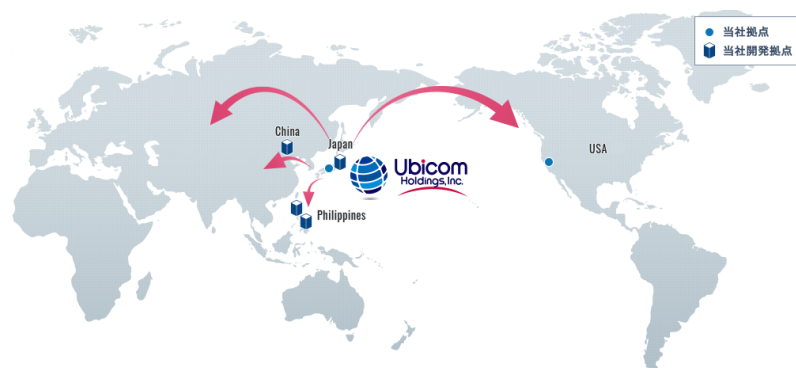 当社拠点
当社開発拠点
China
Japan
USA
Ubicom
Holdings,Inc.
Philippines